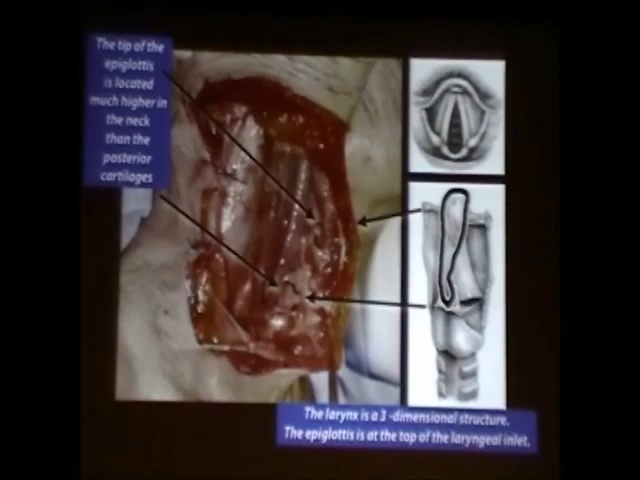 The tip of the
epiglottis
is located
much higher in
the neck
than the
posterior
cartilages
The larynx is a 3 -dimensional structure.
The epiglottis is at the top of the laryngeal inlet.